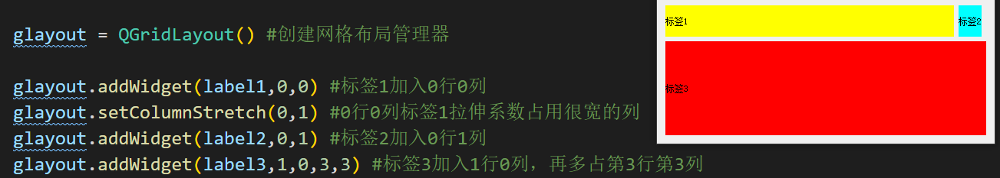 glayout = QGridLayout() #创建网格布局管理器
glayout.addWidget(label1,0,0) #标签1加入0行0列
glayout.setColumnStretch(0,1) #0行0列标签1拉伸系数占用很宽的列
glayout.addWidget(label2,0,1) #标签2加入0行1列
glayout.addWidget(label3,1,0,3,3) #标签3加入1行0列，再多占第3行第3列
标签1 标签2
标签3